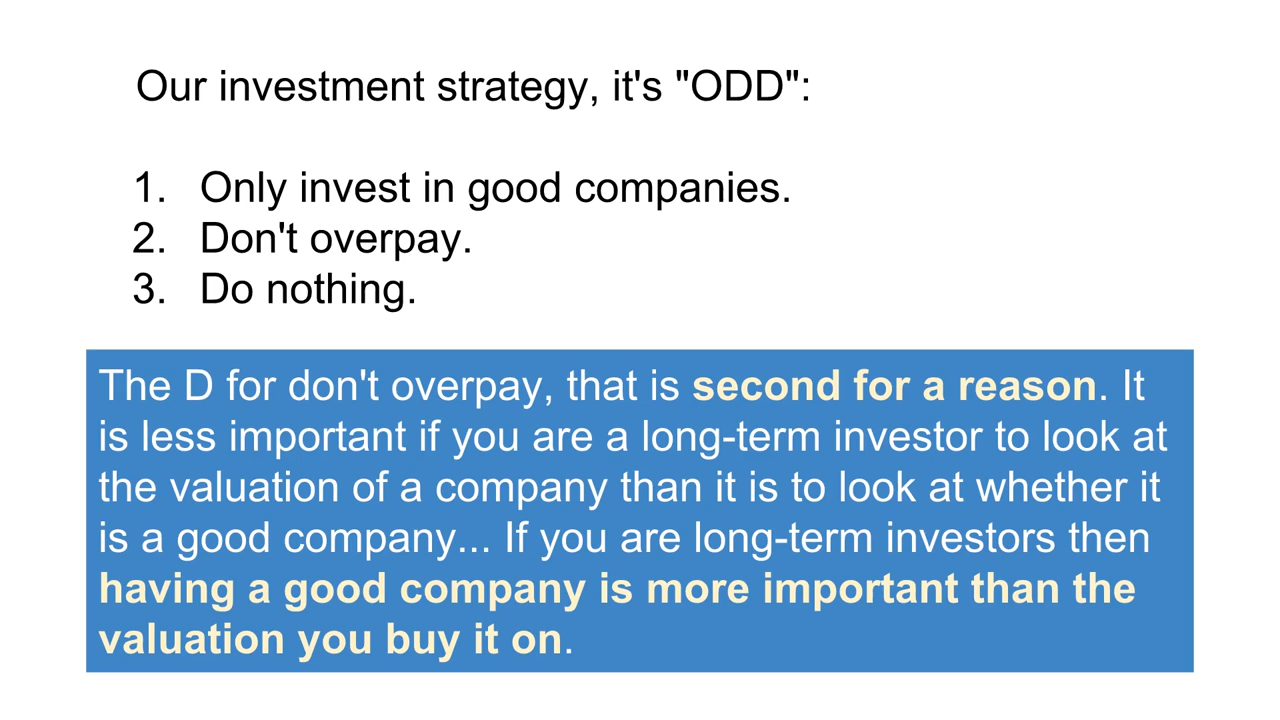 Our investment strategy, it's "ODD":
1. Only invest in good companies.
2. Don't overpay.
3. Do nothing.
The D for don't overpay, that is second for a reason. It
is less important if you are a long-term investor to look at
the valuation of a company than it is to look at whether it
is a good company... If you are long-term investors then
having a good company is more important than the
valuation you buy it on.